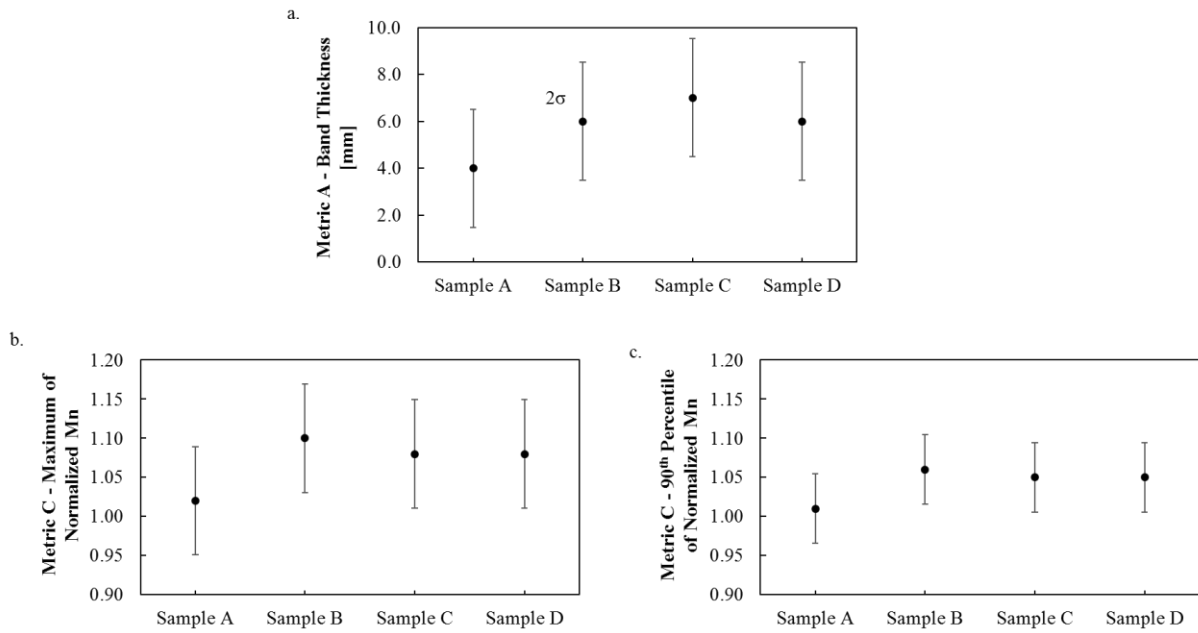 a.
Metric A - Band Thickness
[mm]
10.0
8.0
6.0
4.0
2.0
0.0
2σ
Sample A Sample B Sample C Sample D
b.
Metric C - Maximum of
Normalized Mn
1.20
1.15
1.10
1.05
1.00
0.95
0.90
Sample A Sample B Sample C Sample D
c.
Metric C - 90th Percentile
of Normalized Mn
1.20
1.15
1.10
1.05
1.00
0.95
0.90
Sample A Sample B Sample C Sample D